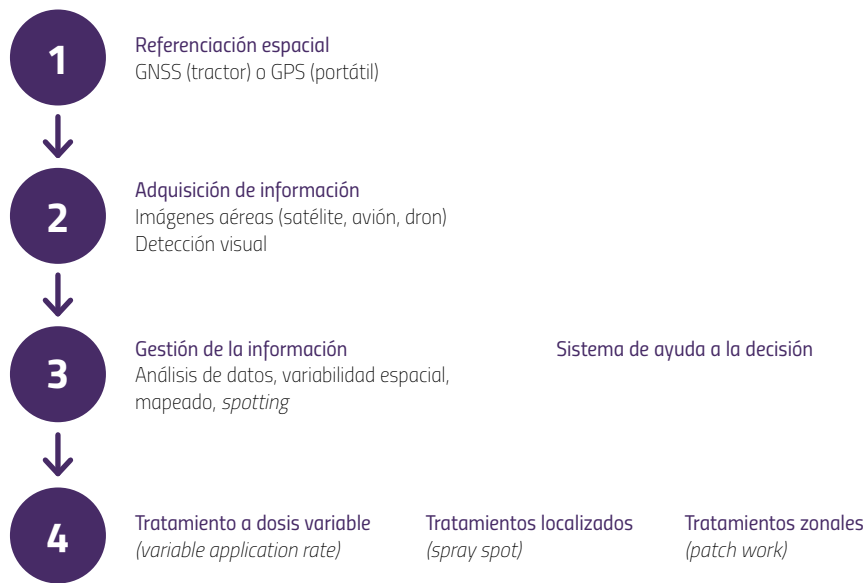 1
Referenciación espacial
GNSS (tractor) o GPS (portátil)
2
Adquisición de información
Imágenes aéreas (satélite, avión, dron)
Detección visual
3
Gestión de la información
Análisis de datos, variabilidad espacial,
mapeado, spotting
Sistema de ayuda a la decisión
4
Tratamiento a dosis variable
(variable application rate)
Tratamientos localizados
(spray spot)
Tratamientos zonales
(patch work)